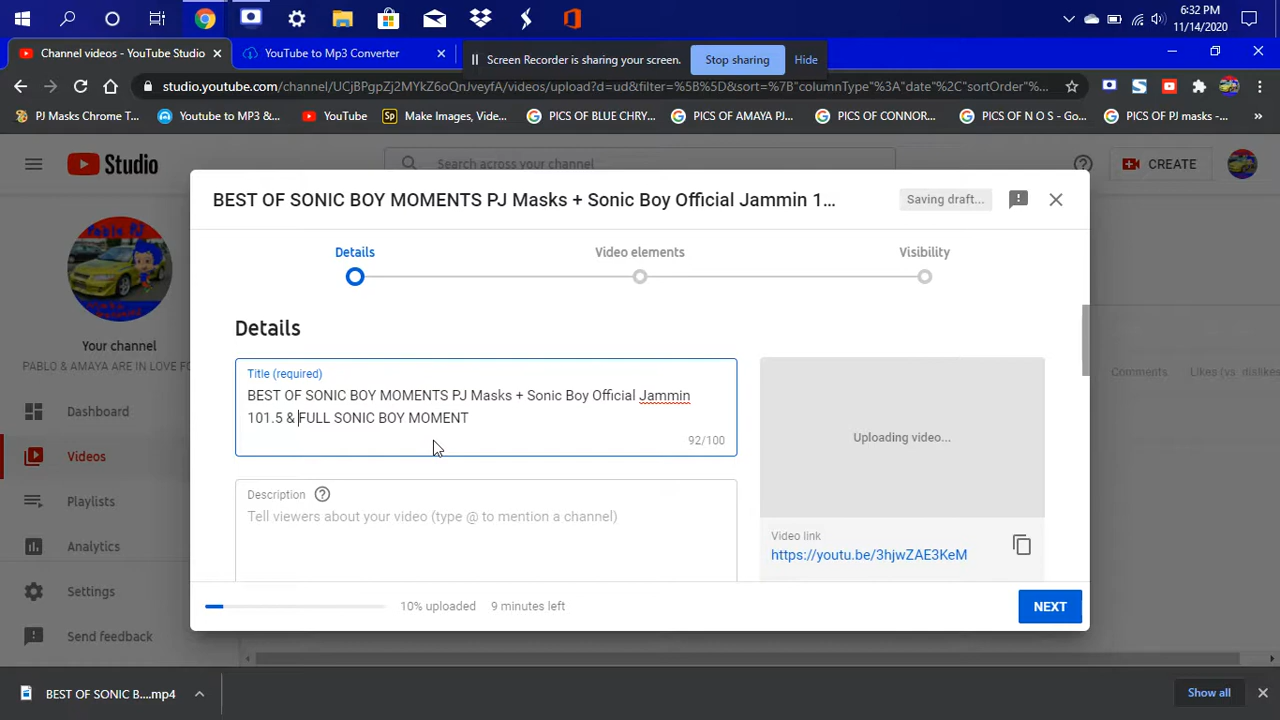 6:32 PM
11/14/2020
Channel videos - YouTube Studio
YouTube to Mp3 Converter
Screen Recorder is sharing your screen.
Stop sharing
Hide
studio.youtube.com/channel/UCjBPgpZj2MYkZ6oQnJveyfA/videos/upload?d=ud&filter=%5B%5D&sort=%7B"columnType"%3A"date"%2C"sortOrder"%...
PJ Masks Chrome T...
Youtube to MP3 &...
YouTube
Sp
Make Images, Vide...
PICS OF BLUE CHRY...
PICS OF AMAYA PJ...
PICS OF CONNOR...
PICS OF N O S - Go...
PICS OF PJ masks -...
Studio
Search across your channel
CREATE
Pablo PJ
Your channel
PABLO & AMAYA ARE IN LOVE FO
Dashboard
Videos
Playlists
Analytics
Settings
Send feedback
BEST OF SONIC BOY MOMENTS PJ Masks + Sonic Boy Official Jammin 1...
Saving draft...
Details
Video elements
Visibility
Details
Title (required)
BEST OF SONIC BOY MOMENTS PJ Masks + Sonic Boy Official Jammin
101.5 & FULL SONIC BOY MOMENT
92/100
Description
Tell viewers about your video (type @ to mention a channel)
Uploading video...
Video link
https://youtu.be/3hjwZAE3KeM
Comments
Likes (vs. dislikes
10% uploaded
9 minutes left
NEXT
BEST OF SONIC B....mp4
Show all